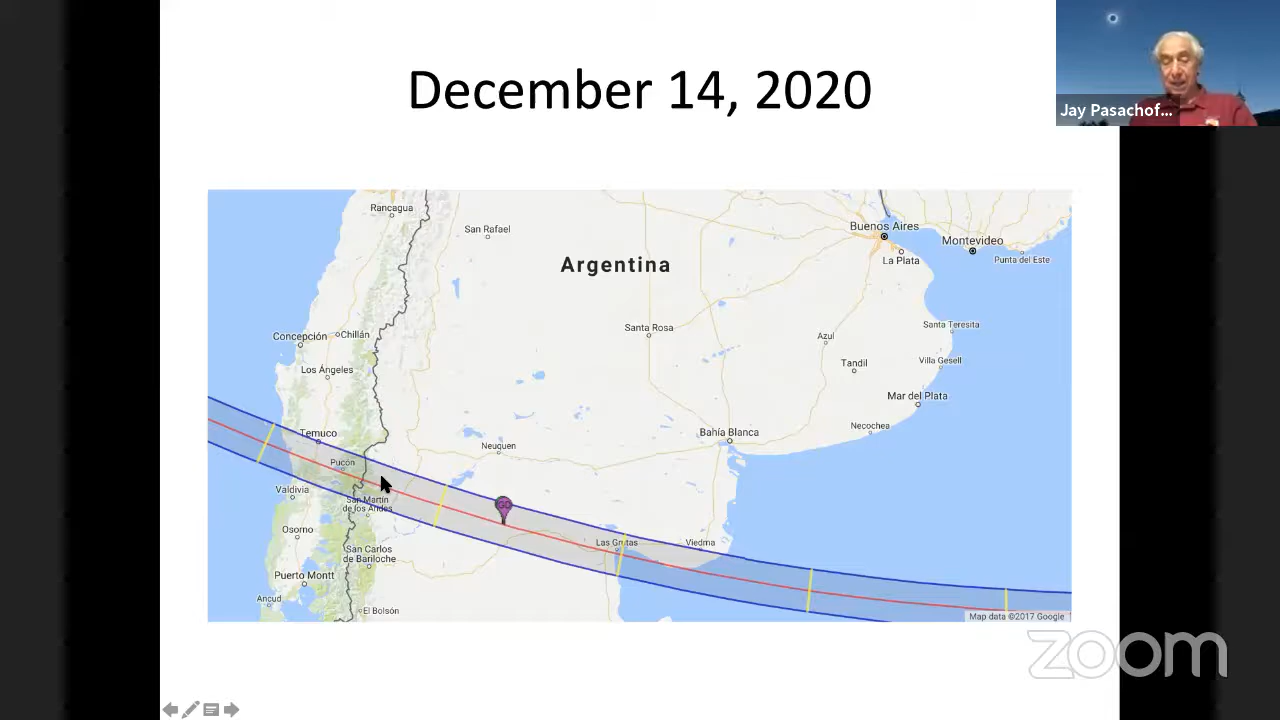 December 14, 2020
Jay Pasachof...
Rancagua
San Rafael
Buenos Aires
Montevideo
La Plata
Punta del Este
Argentina
Concepción
Chillán
Santa Rosa
Azul
Santa Teresita
Los Ángeles
Tandil
Villa Gesell
Mar del Plata
Temuco
Neuquen
Bahía Blanca
Necochea
Pucón
Valdivia
San Martín
de los Andes
GD
Osorno
Las Grutas
Viedma
San Carlos
de Bariloche
Puerto Montt
Ancud
El Bolsón
Map data ©2017 Google
zoom